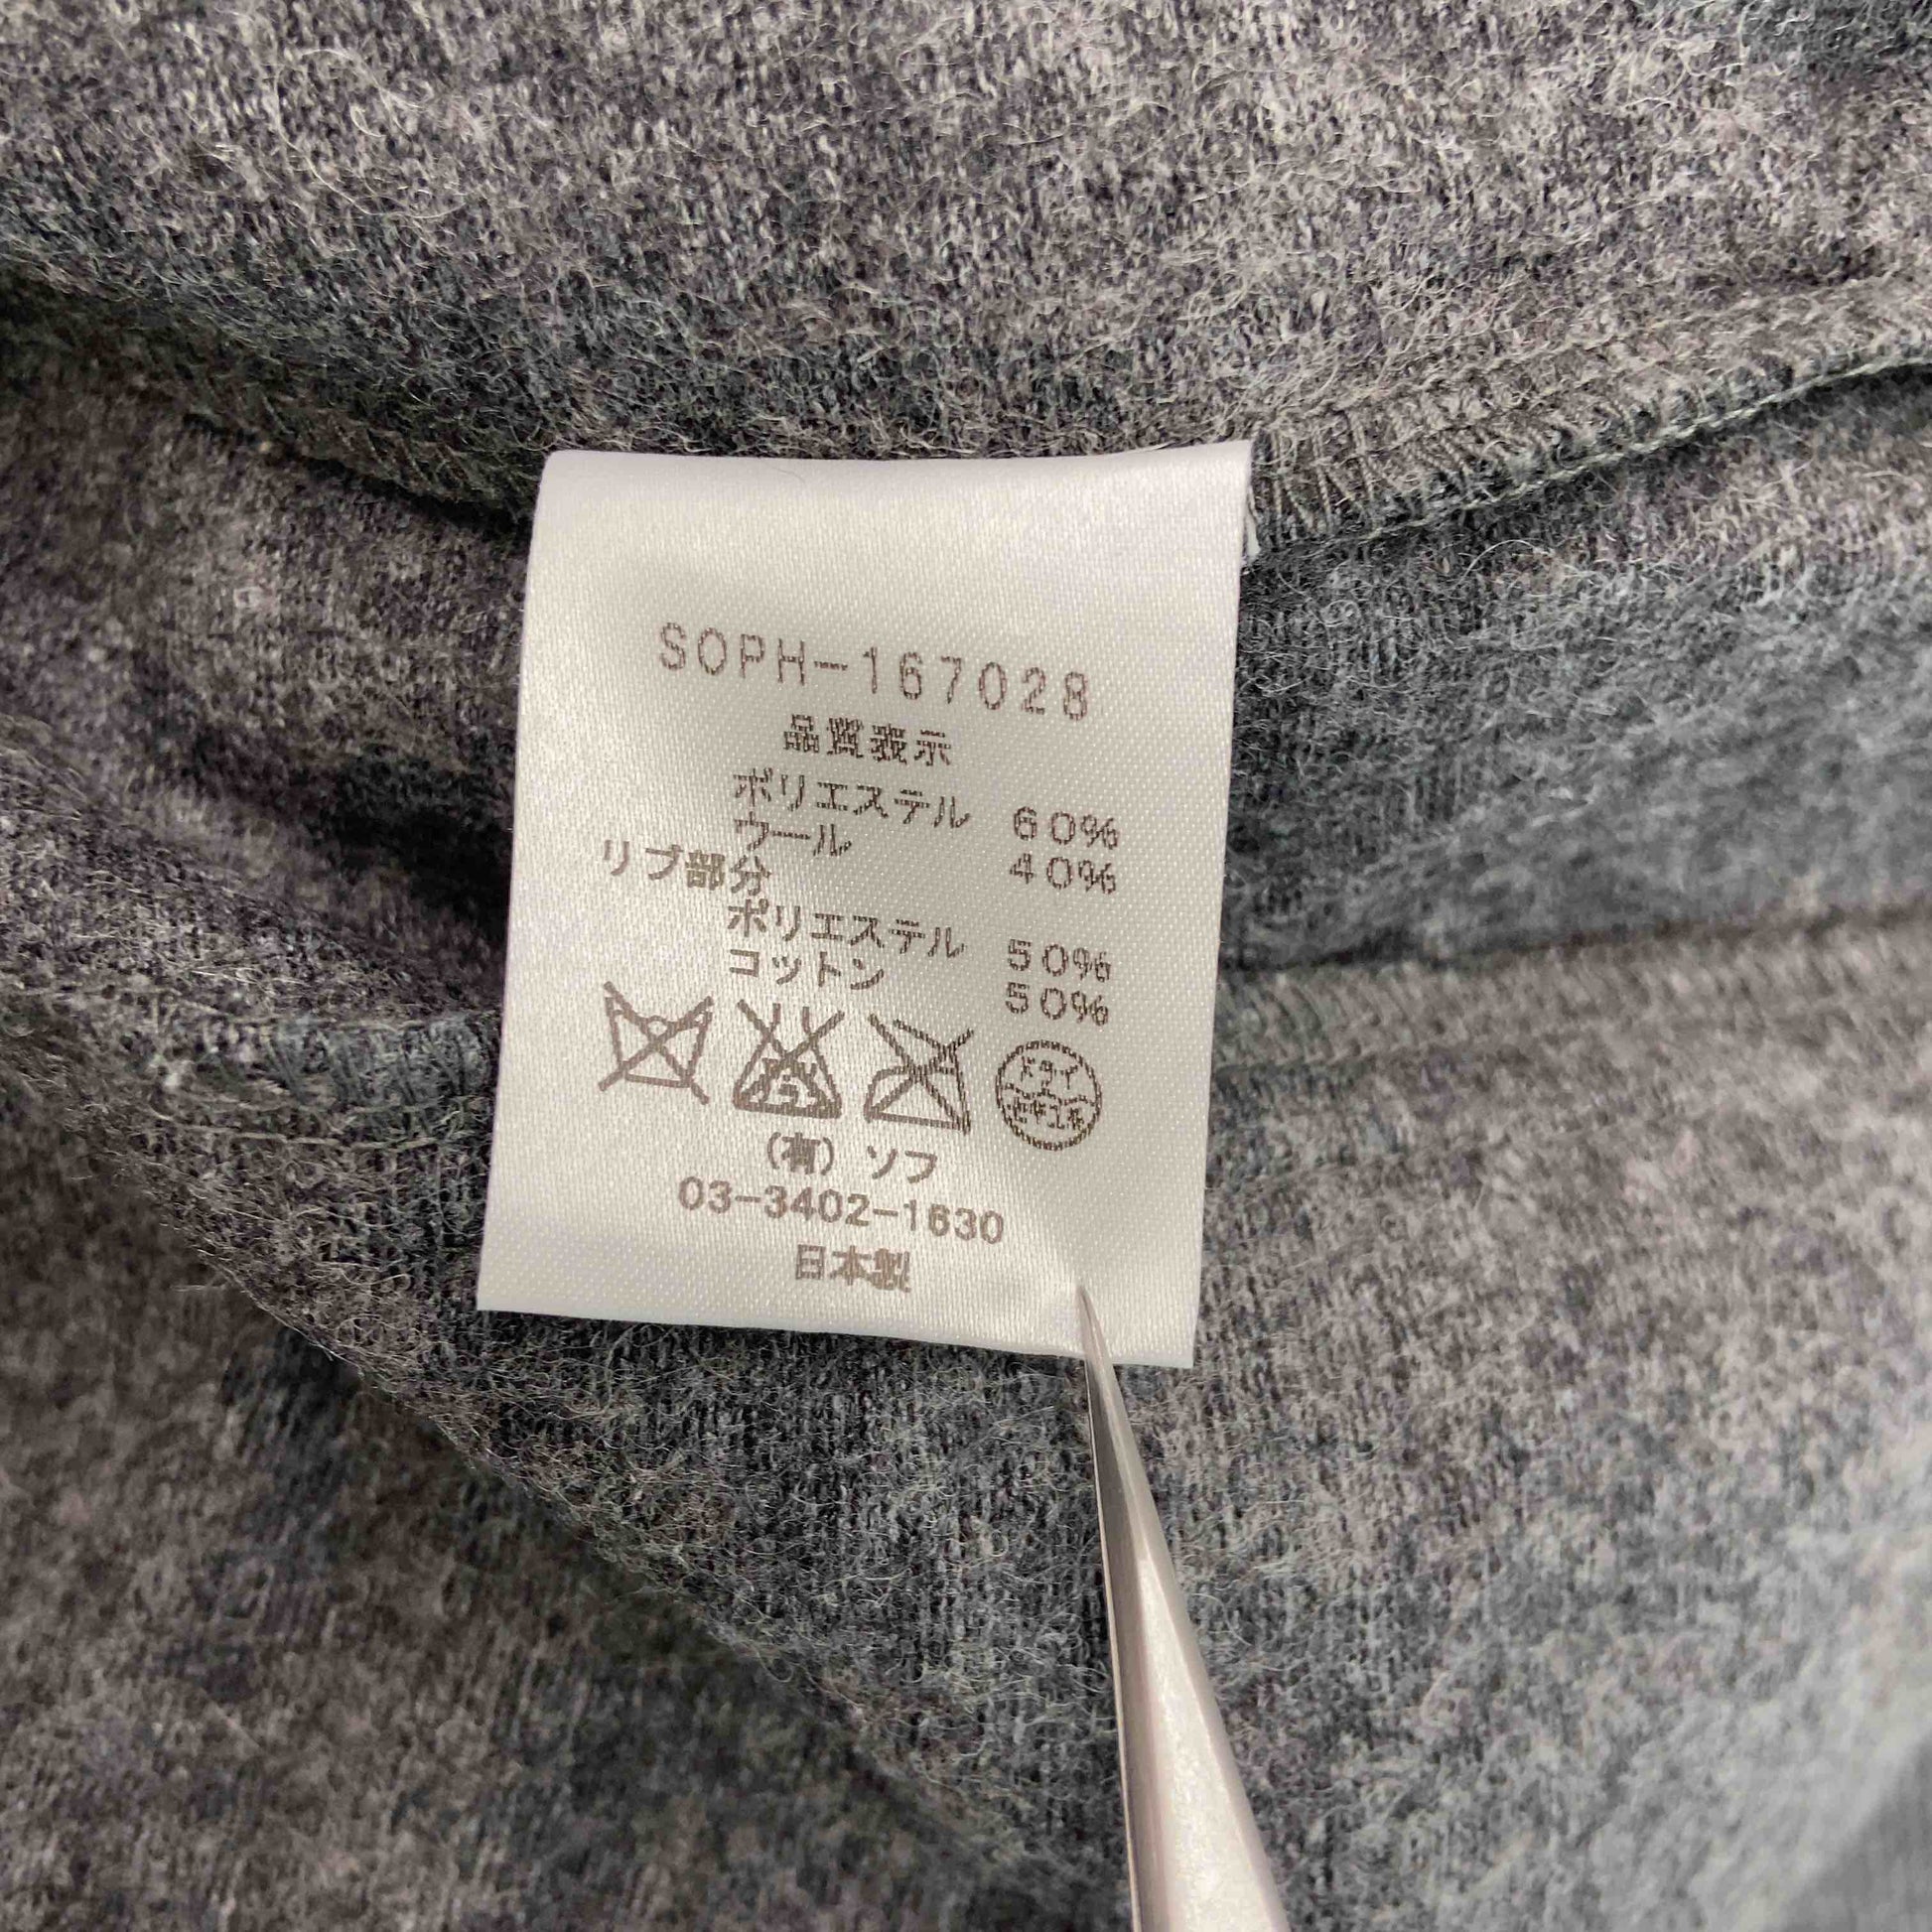 SOPH-167028
品質表示
ポリエステル 60%
ウール 40%
リブ部分
ポリエステル 50%
コットン 50%
ドライ
(有)ソフ
03-3402-1630
日本製